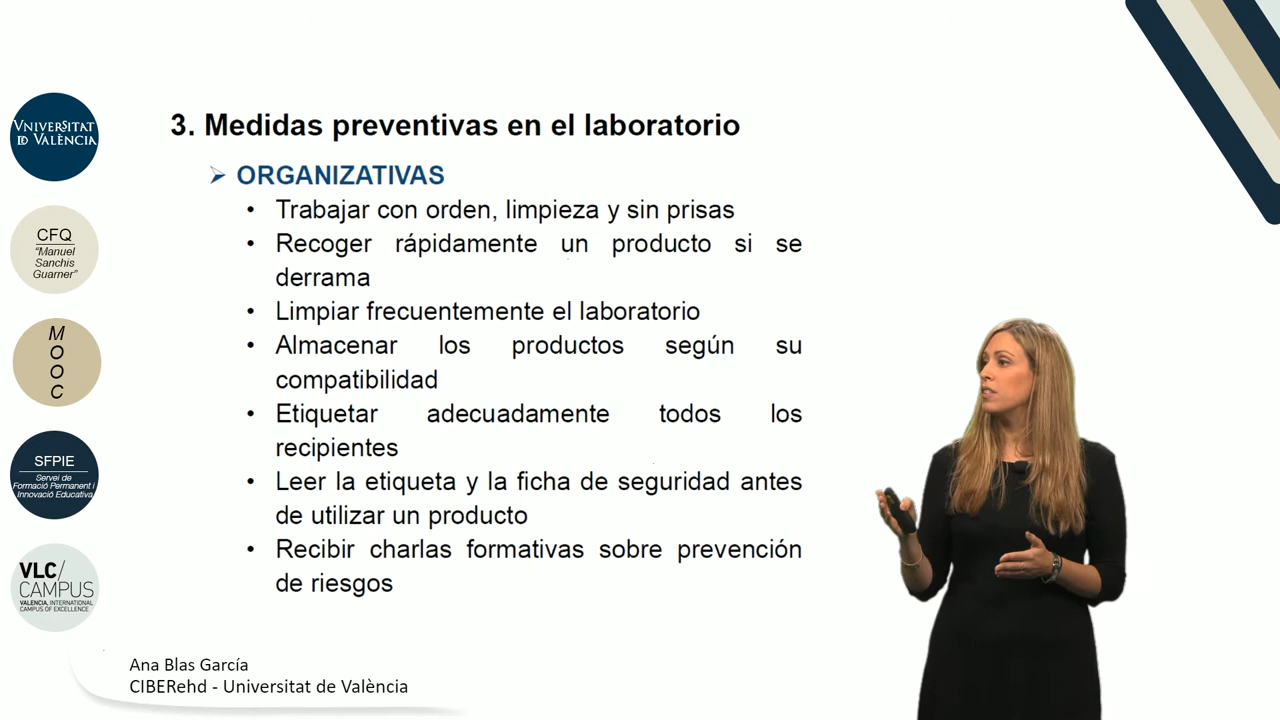 3. Medidas preventivas en el laboratorio
➢ ORGANIZATIVAS
• Trabajar con orden, limpieza y sin prisas
• Recoger rápidamente un producto si se
derrama
• Limpiar frecuentemente el laboratorio
• Almacenar los productos según su
compatibilidad
• Etiquetar adecuadamente todos los
recipientes
• Leer la etiqueta y la ficha de seguridad antes
de utilizar un producto
• Recibir charlas formativas sobre prevención
de riesgos
VNIVERSITAT
ID VALÈNCIA
CFQ
“Manuel
Sanchis
Guarner”
M
O
O
C
SFPIE
Servei de
Formació Permanent i
Innovació Educativa
VLC/
CAMPUS
VALENCIA, INTERNATIONAL
CAMPUS OF EXCELLENCE
Ana Blas García
CIBERehd - Universitat de València